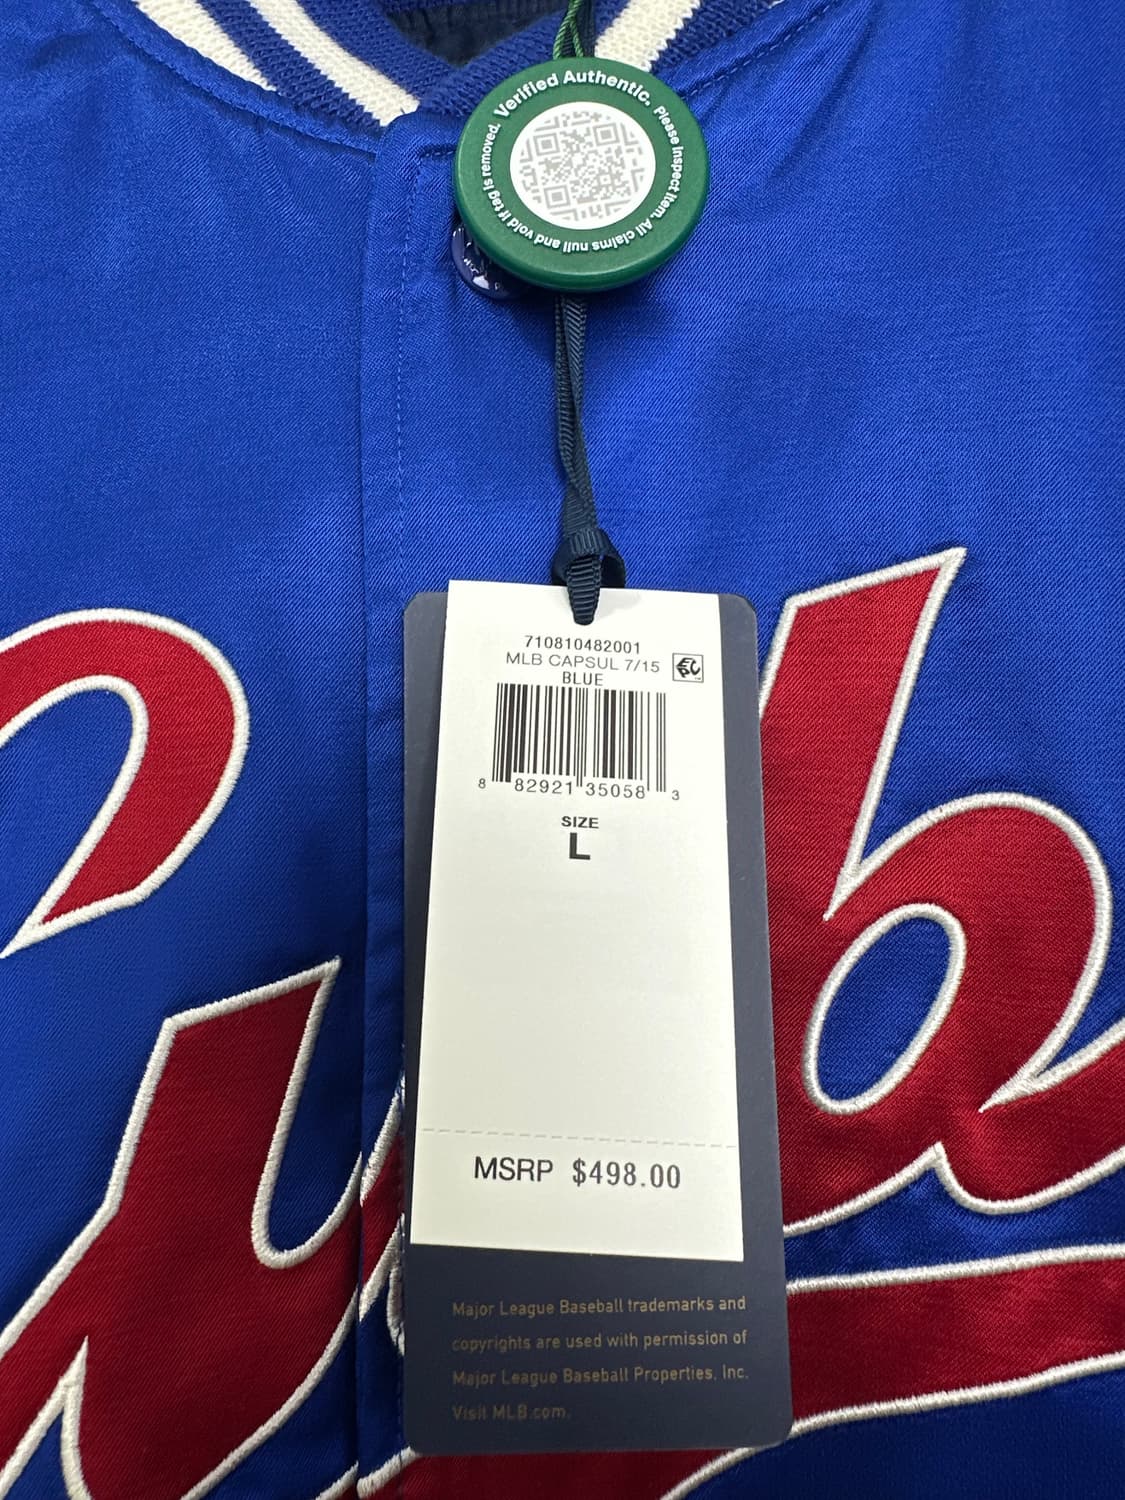 Verified Authentic. Please inspect item. All claims null and void if tag is removed.
710810482001
MLB CAPSUL 7/15
BLUE
8 82921 35058 3
SIZE
L
MSRP $498.00
Major League Baseball trademarks and
copyrights are used with permission of
Major League Baseball Properties, Inc.
Visit MLB.com.
Cubs